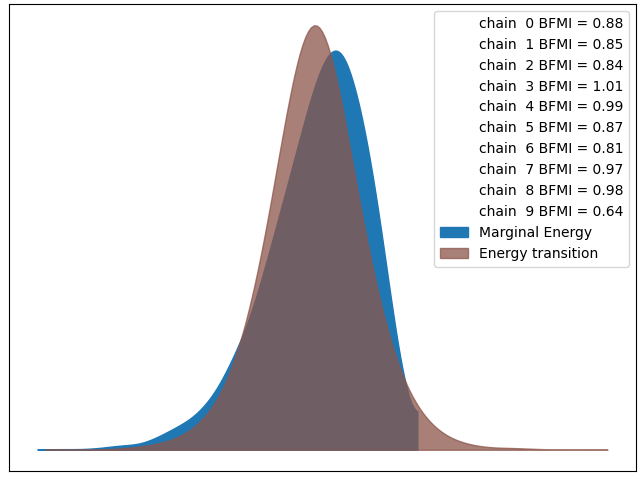 chain  0 BFMI = 0.88
chain  1 BFMI = 0.85
chain  2 BFMI = 0.84
chain  3 BFMI = 1.01
chain  4 BFMI = 0.99
chain  5 BFMI = 0.87
chain  6 BFMI = 0.81
chain  7 BFMI = 0.97
chain  8 BFMI = 0.98
chain  9 BFMI = 0.64
Marginal Energy
Energy transition